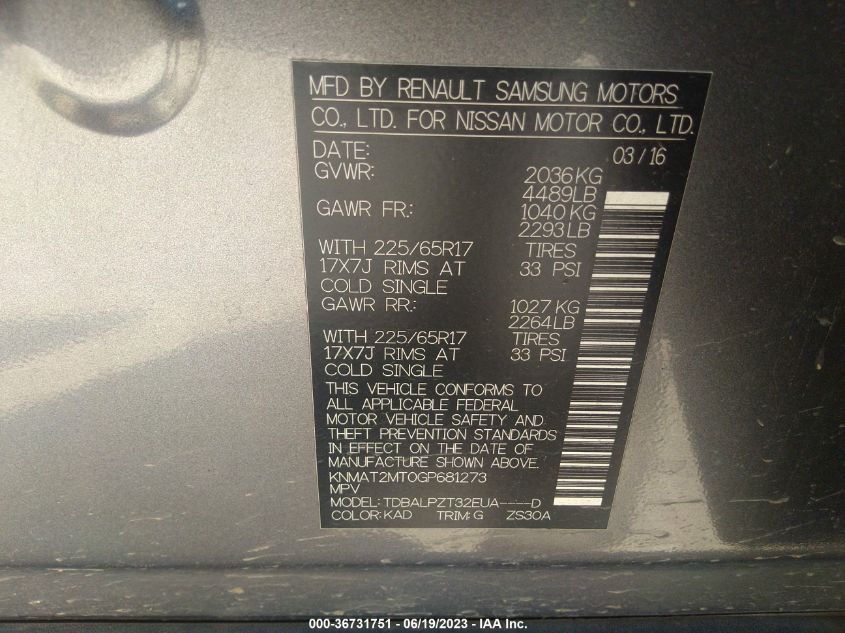 MFD BY RENAULT SAMSUNG MOTORS
CO., LTD. FOR NISSAN MOTOR CO., LTD.
DATE: 03/16
GVWR: 2036KG
4489LB
GAWR FR.: 1040KG
2293LB
WITH 225/65R17 TIRES
17X7J RIMS AT 33 PSI
COLD SINGLE
GAWR RR.: 1027 KG
2264LB
WITH 225/65R17 TIRES
17X7J RIMS AT 33 PSI
COLD SINGLE
THIS VEHICLE CONFORMS TO
ALL APPLICABLE FEDERAL
MOTOR VEHICLE SAFETY AND
THEFT PREVENTION STANDARDS
IN EFFECT ON THE DATE OF
MANUFACTURE SHOWN ABOVE.
KNMAT2MT0GP681273
MPV
MODEL: TDBALPZT32EUA----D
COLOR: KAD TRIM: G ZS30A
000-36731751 - 06/19/2023 - IAA Inc.